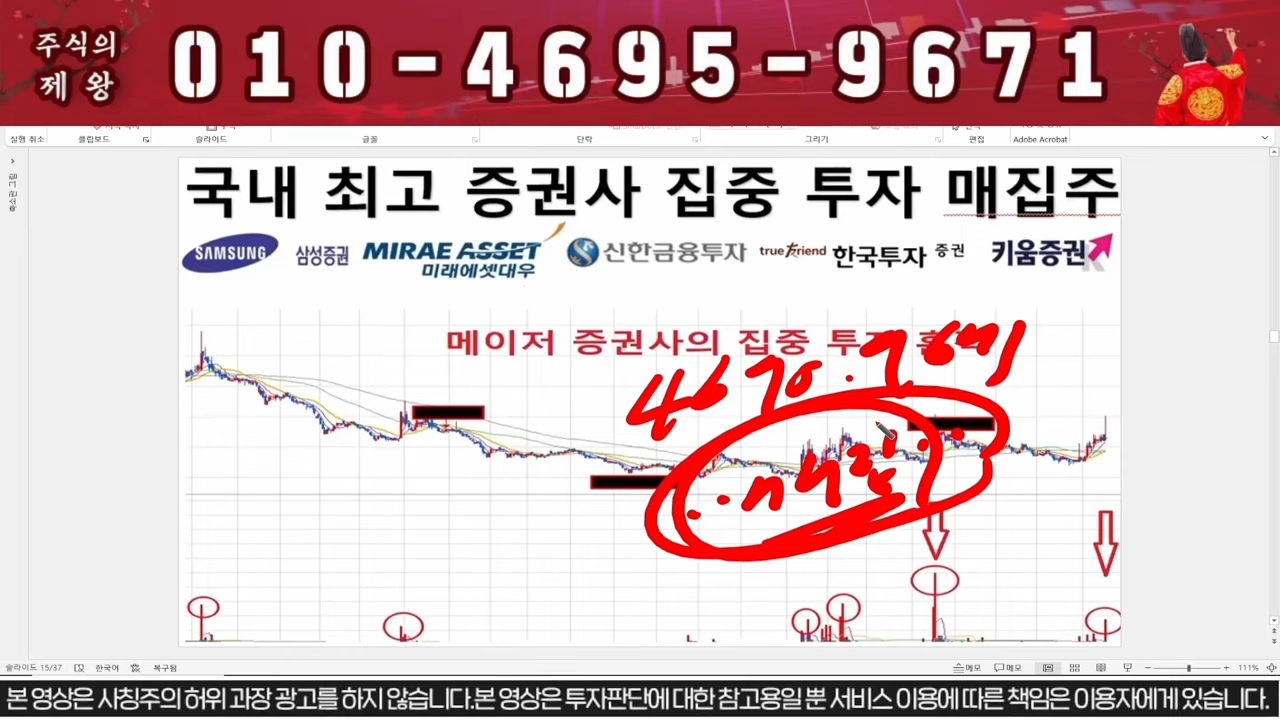 주식의
제 왕
010-4695-9671
실행 취소
클립보드
슬라이드
글꼴
단락
그리기
편집
Adobe Acrobat
국내 최고 증권사 집중 투자 매집주
SAMSUNG 삼성증권
MIRAE ASSET
미래에셋대우
신한금융투자
true friend 한국투자 증권
키움증권
메이저 증권사의 집중 투자
4670.
매집
슬라이드 15/37
한국어
복구됨
메모
메모
111%
본 영상은 사칭주의 허위 과장 광고를 하지 않습니다.본 영상은 투자판단에 대한 참고용일 뿐 서비스 이용에 따른 책임은 이용자에게 있습니다.